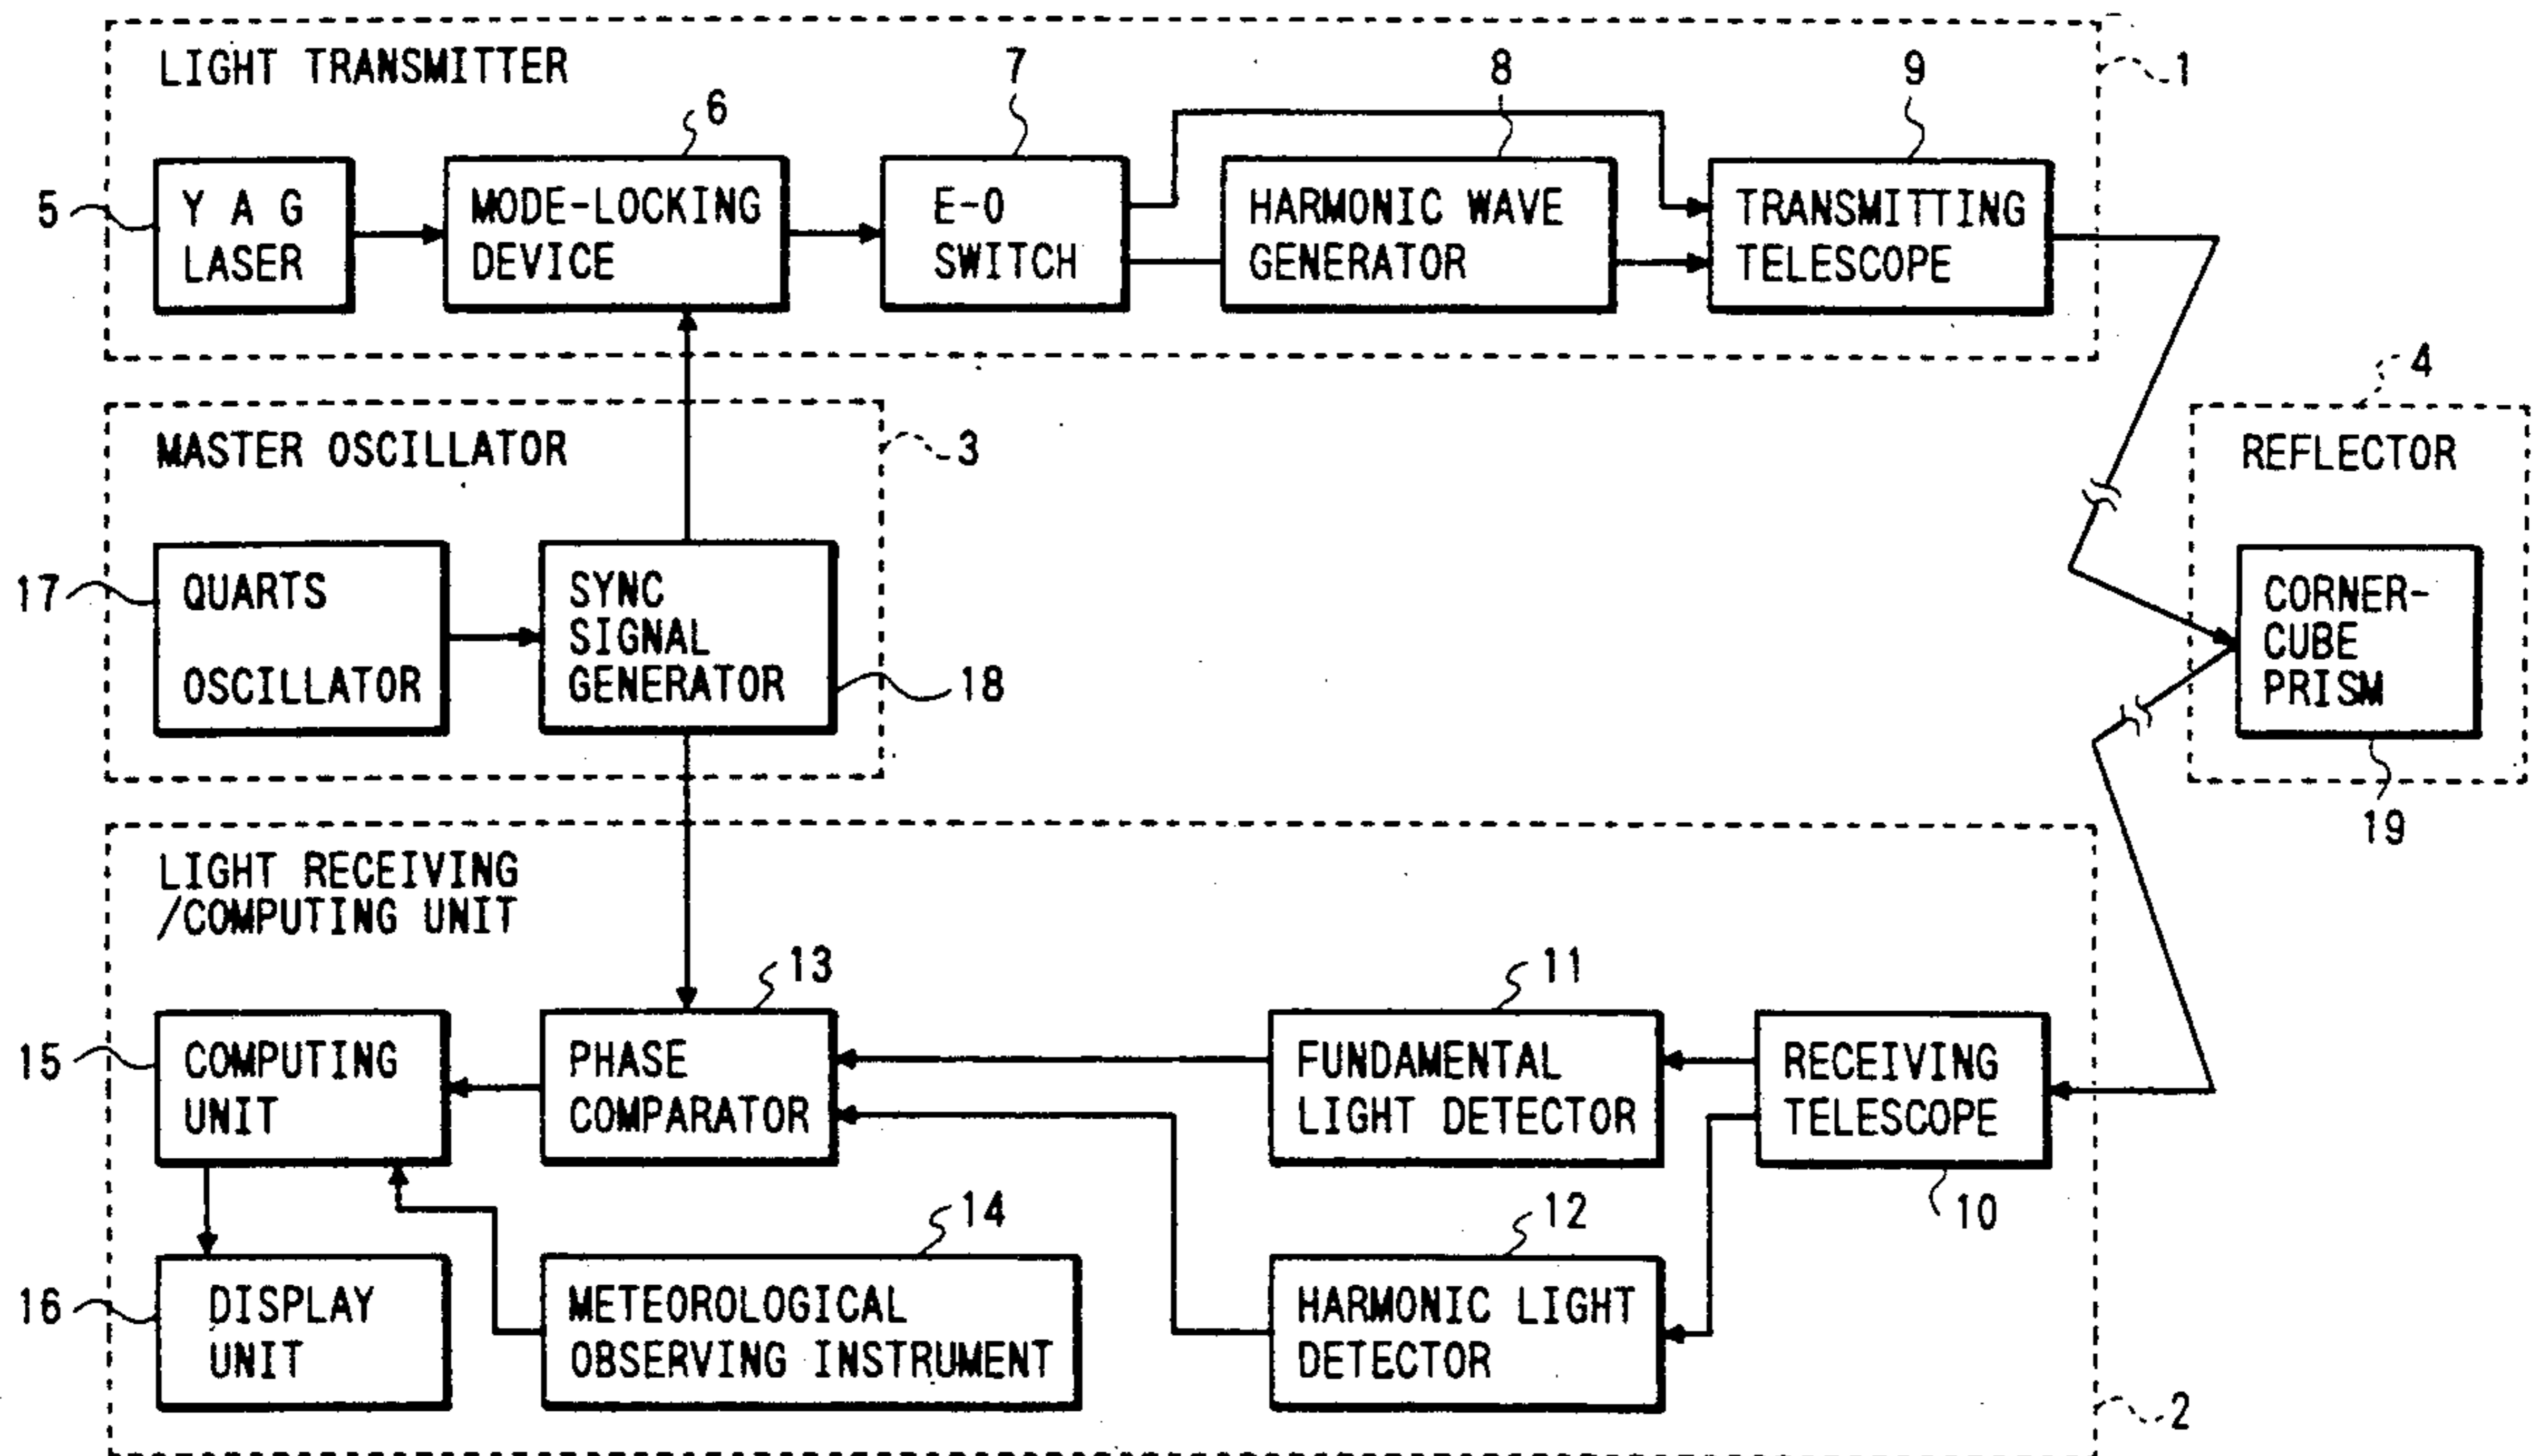 LIGHT TRANSMITTER
1
5
Y A G
LASER
6
MODE-LOCKING
DEVICE
7
E-O
SWITCH
8
HARMONIC WAVE
GENERATOR
9
TRANSMITTING
TELESCOPE
MASTER OSCILLATOR
3
17
QUARTS
OSCILLATOR
SYNC
SIGNAL
GENERATOR
18
4
REFLECTOR
CORNER-
CUBE
PRISM
19
LIGHT RECEIVING
/COMPUTING UNIT
15
COMPUTING
UNIT
13
PHASE
COMPARATOR
11
FUNDAMENTAL
LIGHT DETECTOR
RECEIVING
TELESCOPE
10
16
DISPLAY
UNIT
14
METEOROLOGICAL
OBSERVING INSTRUMENT
12
HARMONIC LIGHT
DETECTOR
2